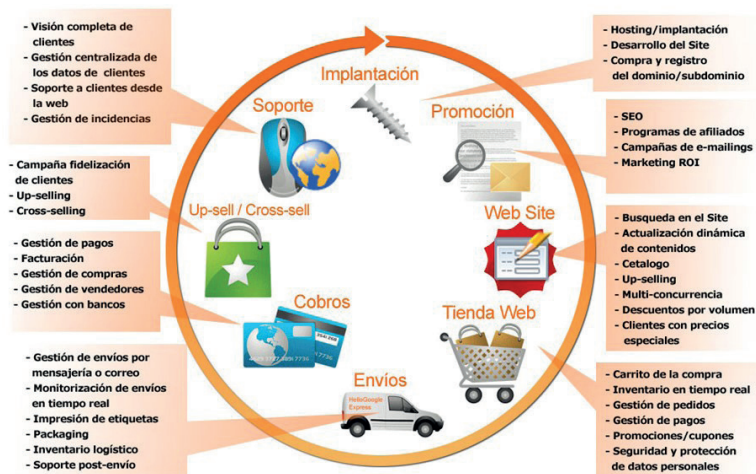 Implantación
- Hosting/implantación
- Desarrollo del Site
- Compra y registro
del dominio/subdominio
Promoción
- SEO
- Programas de afiliados
- Campañas de e-mailings
- Marketing ROI
Web Site
- Busqueda en el Site
- Actualización dinámica
de contenidos
- Cetalogo
- Up-selling
- Multi-concurrencia
- Descuentos por volumen
- Clientes con precios
especiales
Tienda Web
- Carrito de la compra
- Inventario en tiempo real
- Gestión de pedidos
- Gestión de pagos
- Promociones/cupones
- Seguridad y protección
de datos personales
Envíos
HelloGoogle
Express
- Gestión de envíos por
mensajería o correo
- Monitorización de envíos
en tiempo real
- Impresión de etiquetas
- Packaging
- Inventario logístico
- Soporte post-envío
Cobros
- Gestión de pagos
- Facturación
- Gestión de compras
- Gestión de vendedores
- Gestión con bancos
Up-sell / Cross-sell
- Campaña fidelización
de clientes
- Up-selling
- Cross-selling
Soporte
- Visión completa de
clientes
- Gestión centralizada de
los datos de clientes
- Soporte a clientes desde
la web
- Gestión de incidencias